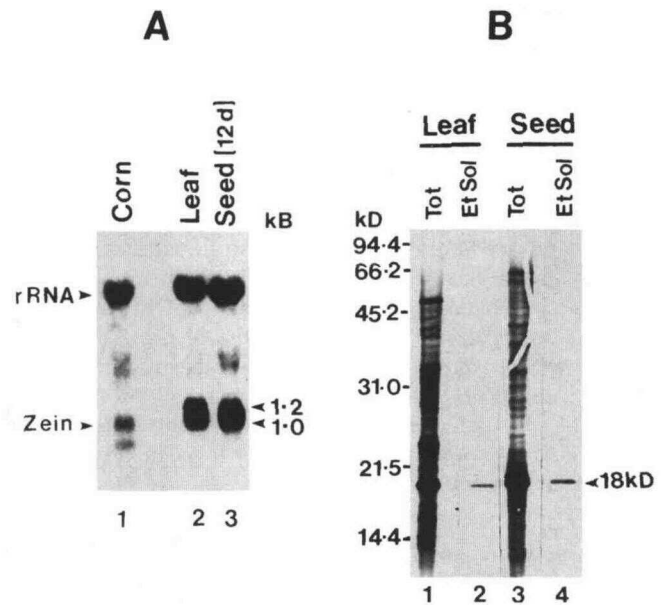 A
Corn
Leaf
Seed [12d]
kB
rRNA
Zein
1·2
1·0
1
2
3
B
Leaf
Seed
Tot
Et Sol
Tot
Et Sol
kD
94·4-
66·2-
45·2-
31·0-
21·5-
14·4-
18kD
1
2
3
4